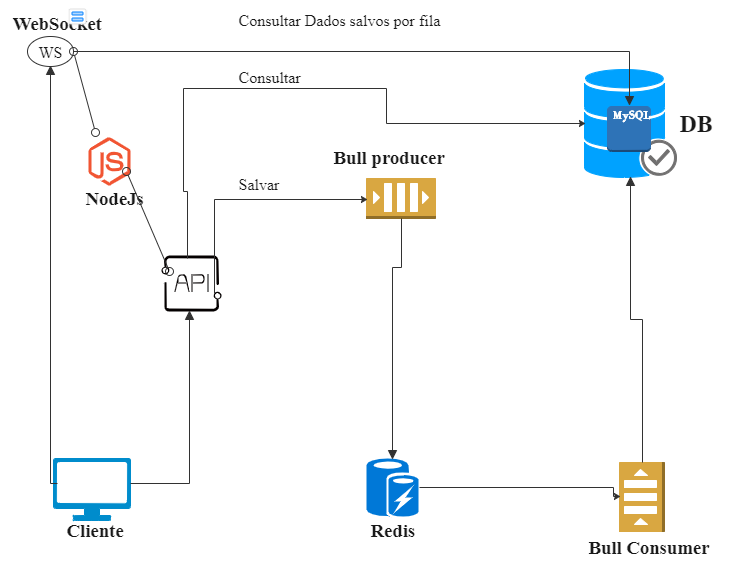 Consultar Dados salvos por fila
WebSocket
WS
Consultar
MySQL
DB
Bull producer
JS
NodeJs
Salvar
API
Cliente
Redis
Bull Consumer